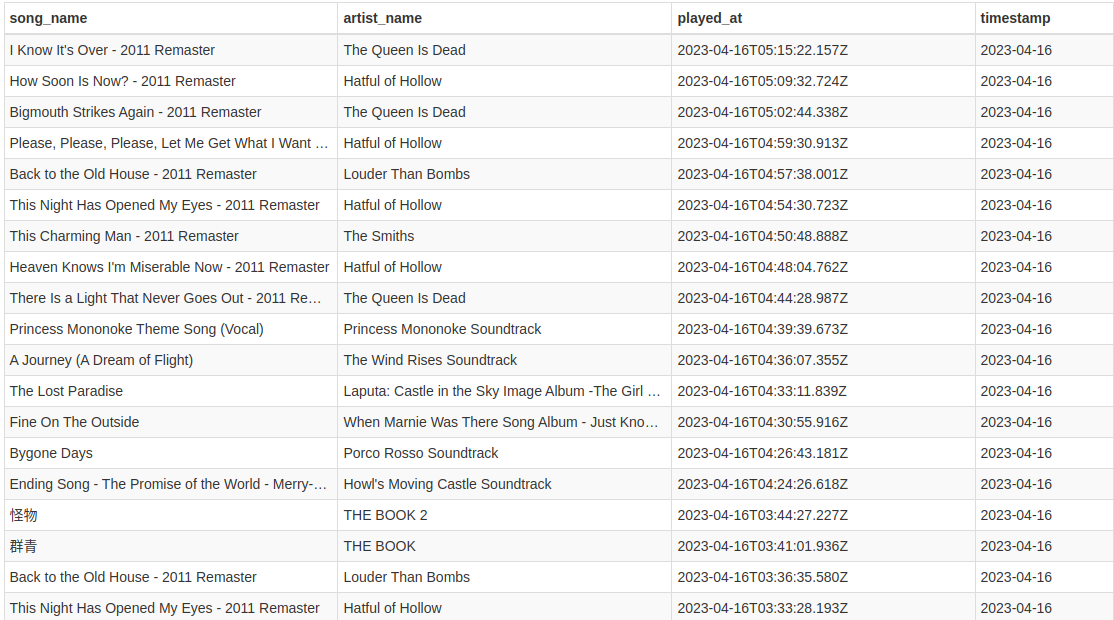 song_name artist_name played_at timestamp
I Know It's Over - 2011 Remaster The Queen Is Dead 2023-04-16T05:15:22.157Z 2023-04-16
How Soon Is Now? - 2011 Remaster Hatful of Hollow 2023-04-16T05:09:32.724Z 2023-04-16
Bigmouth Strikes Again - 2011 Remaster The Queen Is Dead 2023-04-16T05:02:44.338Z 2023-04-16
Please, Please, Please, Let Me Get What I Want … Hatful of Hollow 2023-04-16T04:59:30.913Z 2023-04-16
Back to the Old House - 2011 Remaster Louder Than Bombs 2023-04-16T04:57:38.001Z 2023-04-16
This Night Has Opened My Eyes - 2011 Remaster Hatful of Hollow 2023-04-16T04:54:30.723Z 2023-04-16
This Charming Man - 2011 Remaster The Smiths 2023-04-16T04:50:48.888Z 2023-04-16
Heaven Knows I'm Miserable Now - 2011 Remaster Hatful of Hollow 2023-04-16T04:48:04.762Z 2023-04-16
There Is a Light That Never Goes Out - 2011 Re… The Queen Is Dead 2023-04-16T04:44:28.987Z 2023-04-16
Princess Mononoke Theme Song (Vocal) Princess Mononoke Soundtrack 2023-04-16T04:39:39.673Z 2023-04-16
A Journey (A Dream of Flight) The Wind Rises Soundtrack 2023-04-16T04:36:07.355Z 2023-04-16
The Lost Paradise Laputa: Castle in the Sky Image Album -The Girl … 2023-04-16T04:33:11.839Z 2023-04-16
Fine On The Outside When Marnie Was There Song Album - Just Kno… 2023-04-16T04:30:55.916Z 2023-04-16
Bygone Days Porco Rosso Soundtrack 2023-04-16T04:26:43.181Z 2023-04-16
Ending Song - The Promise of the World - Merry-… Howl's Moving Castle Soundtrack 2023-04-16T04:24:26.618Z 2023-04-16
怪物 THE BOOK 2 2023-04-16T03:44:27.227Z 2023-04-16
群青 THE BOOK 2023-04-16T03:41:01.936Z 2023-04-16
Back to the Old House - 2011 Remaster Louder Than Bombs 2023-04-16T03:36:35.580Z 2023-04-16
This Night Has Opened My Eyes - 2011 Remaster Hatful of Hollow 2023-04-16T03:33:28.193Z 2023-04-16